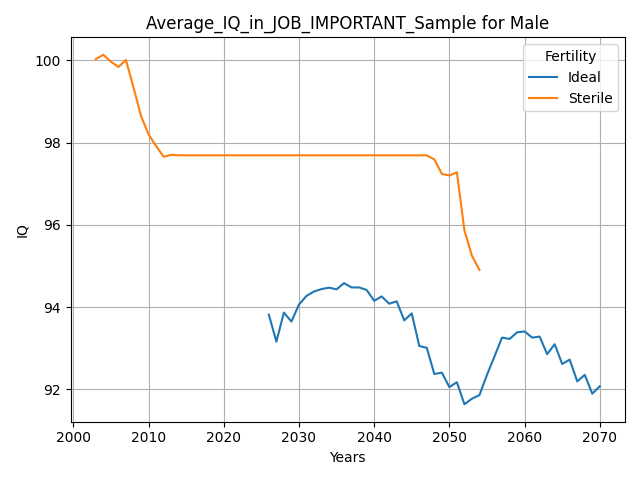 Average_IQ_in_JOB_IMPORTANT_Sample for Male
Fertility
Ideal
Sterile
IQ
100
98
96
94
92
2000 2010 2020 2030 2040 2050 2060 2070
Years